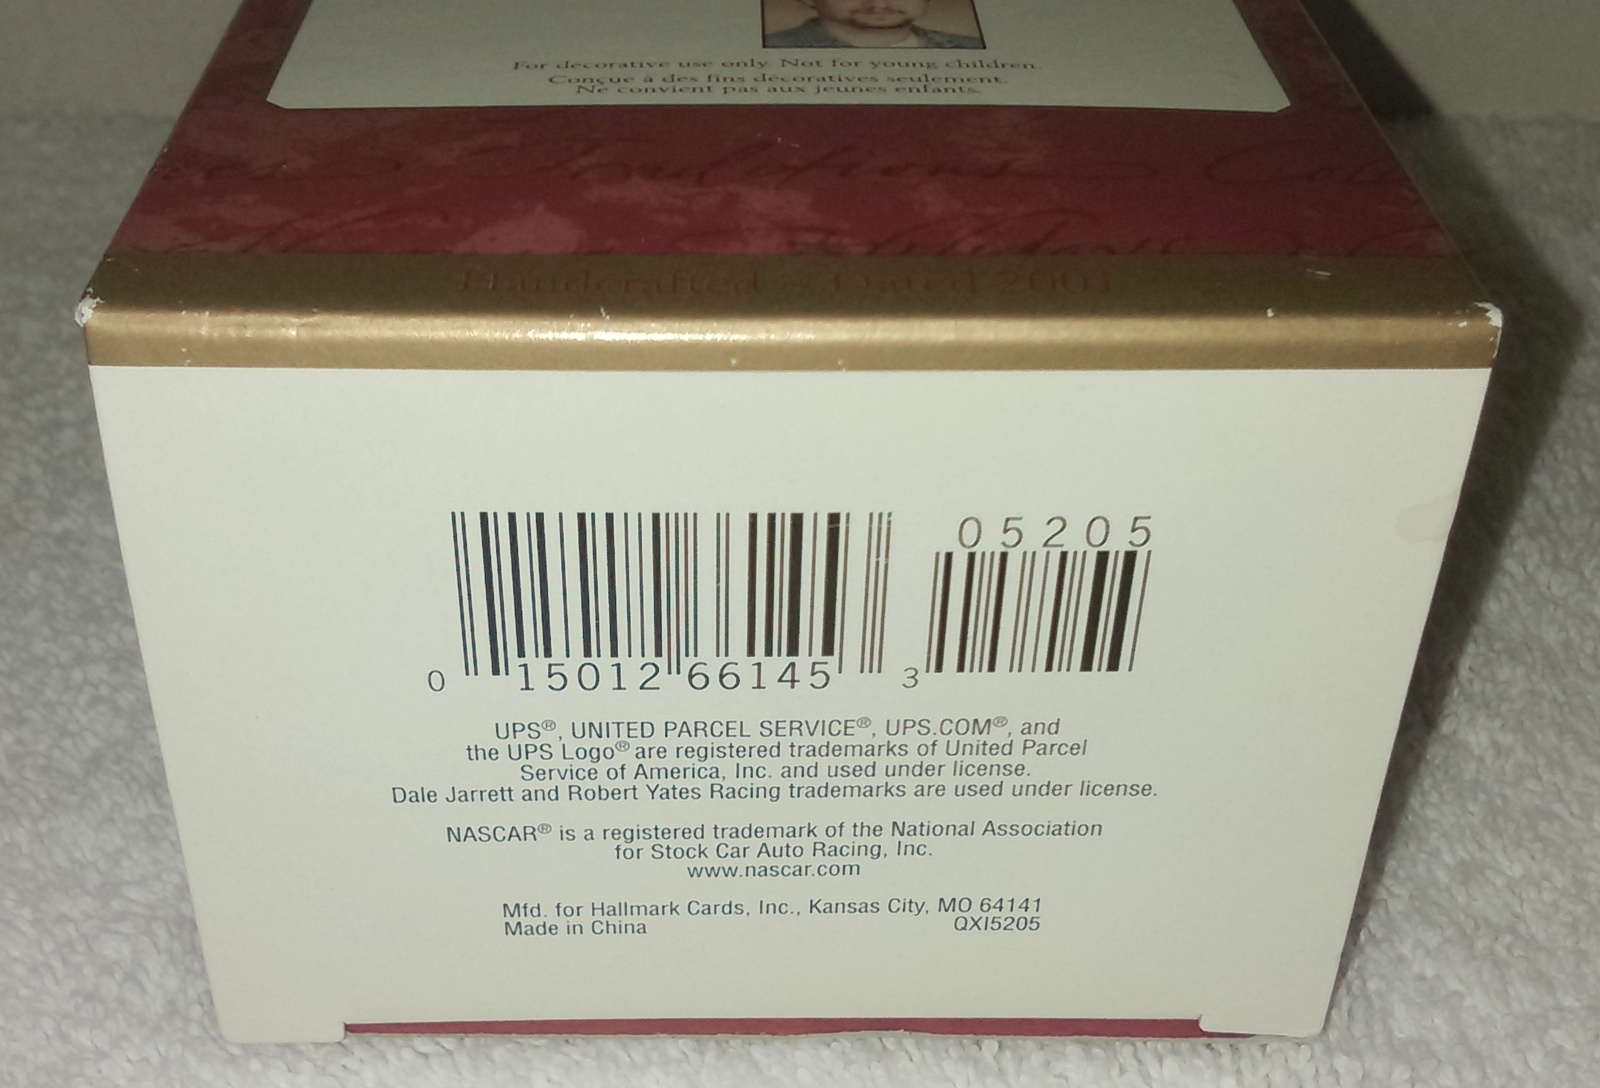 For decorative use only. Not for young children.
Conçue à des fins décoratives seulement.
Ne convient pas aux jeunes enfants.
Traditions
Handcrafted ~ Dated 2001
05205
0 15012 66145 3
UPS®, UNITED PARCEL SERVICE®, UPS.COM®, and
the UPS Logo® are registered trademarks of United Parcel
Service of America, Inc. and used under license.
Dale Jarrett and Robert Yates Racing trademarks are used under license.
NASCAR® is a registered trademark of the National Association
for Stock Car Auto Racing, Inc.
www.nascar.com
Mfd. for Hallmark Cards, Inc., Kansas City, MO 64141
Made in China QXI5205